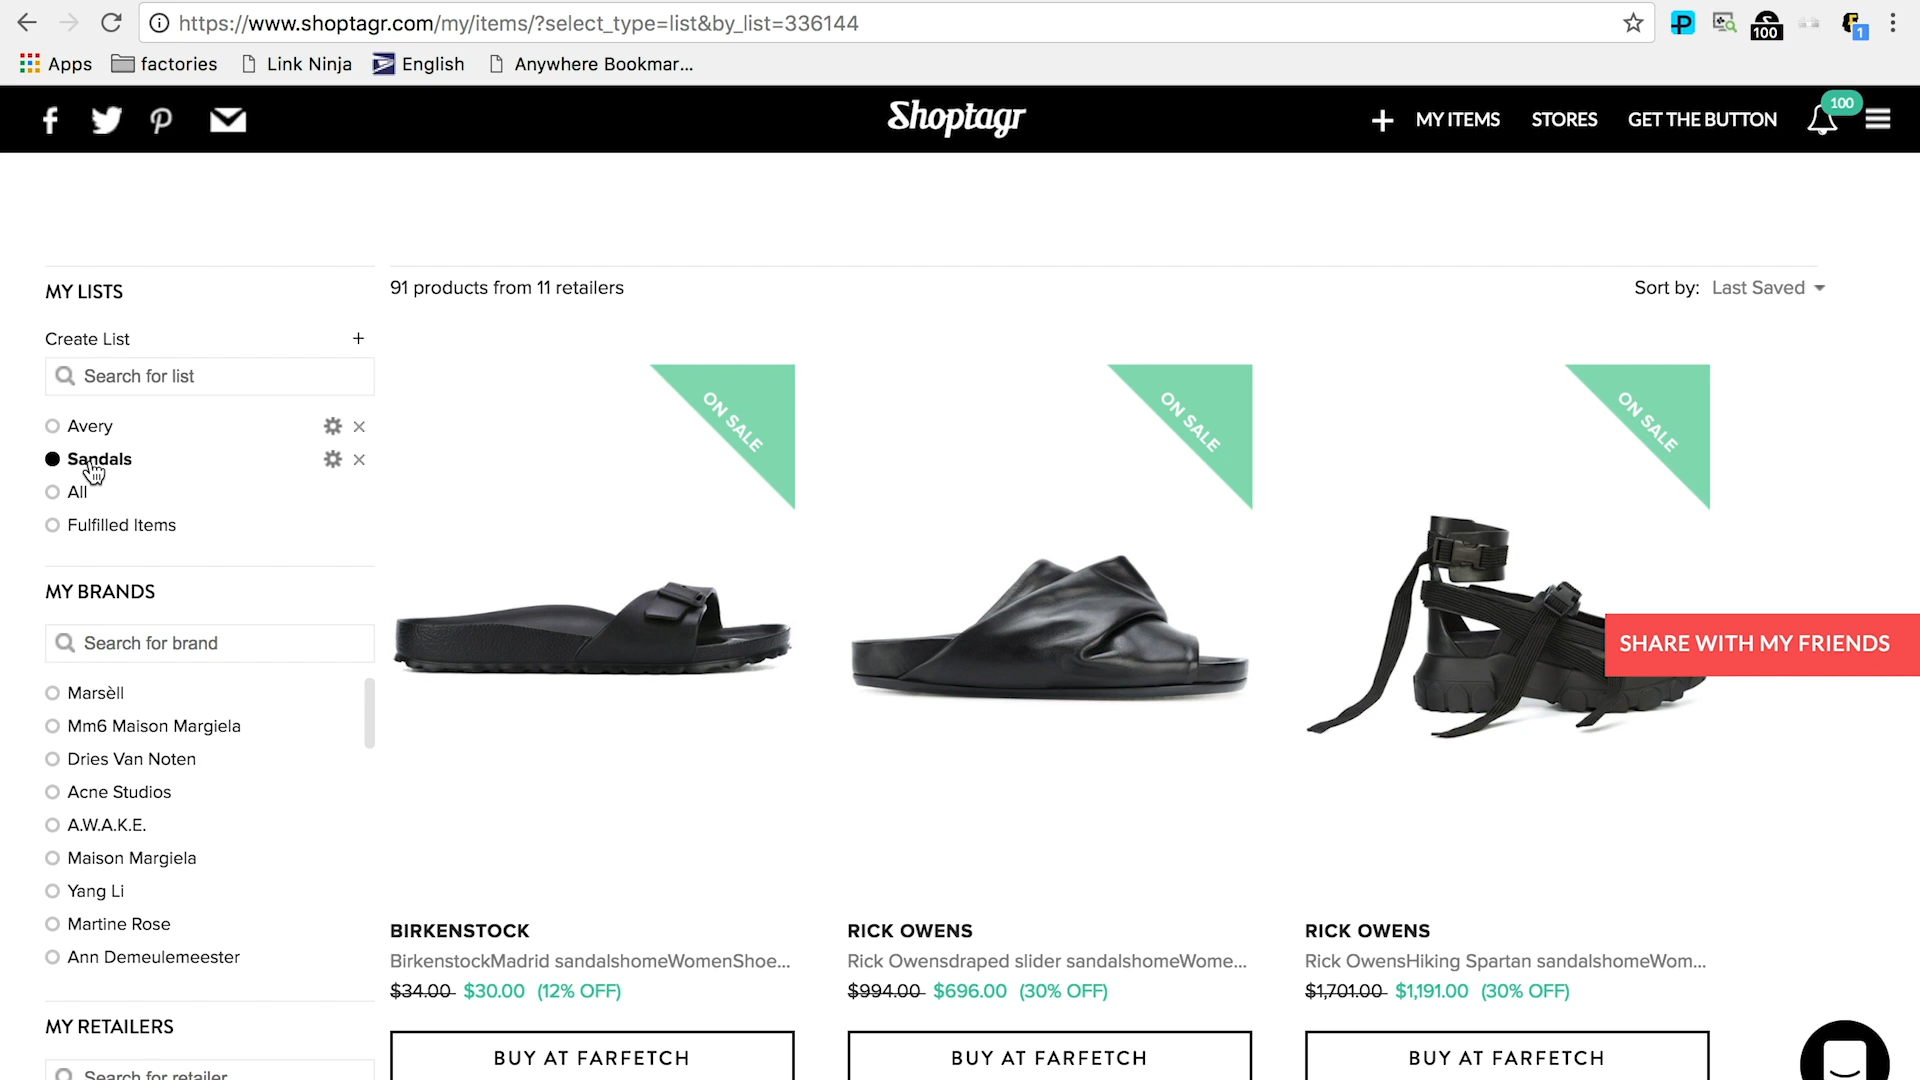 https://www.shoptagr.com/my/items/?select_type=list&by_list=336144
100
1
Apps
factories
Link Ninja
English
Anywhere Bookmar...
Shoptagr
MY ITEMS
STORES
GET THE BUTTON
100
MY LISTS
91 products from 11 retailers
Sort by: Last Saved
Create List +
Search for list
Avery
Sandals
All
Fulfilled Items
ON SALE
ON SALE
ON SALE
MY BRANDS
Search for brand
SHARE WITH MY FRIENDS
Marsèll
Mm6 Maison Margiela
Dries Van Noten
Acne Studios
A.W.A.K.E.
Maison Margiela
Yang Li
Martine Rose
Ann Demeulemeester
MY RETAILERS
Search for retailer
BIRKENSTOCK
BirkenstockMadrid sandalshomeWomenShoe...
$34.00 $30.00 (12% OFF)
BUY AT FARFETCH
RICK OWENS
Rick Owensdraped slider sandalshomeWome...
$994.00 $696.00 (30% OFF)
BUY AT FARFETCH
RICK OWENS
Rick OwensHiking Spartan sandalshomeWom...
$1,701.00 $1,191.00 (30% OFF)
BUY AT FARFETCH